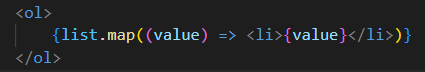 <ol>
    {list.map((value) => <li>{value}</li>)}
</ol>